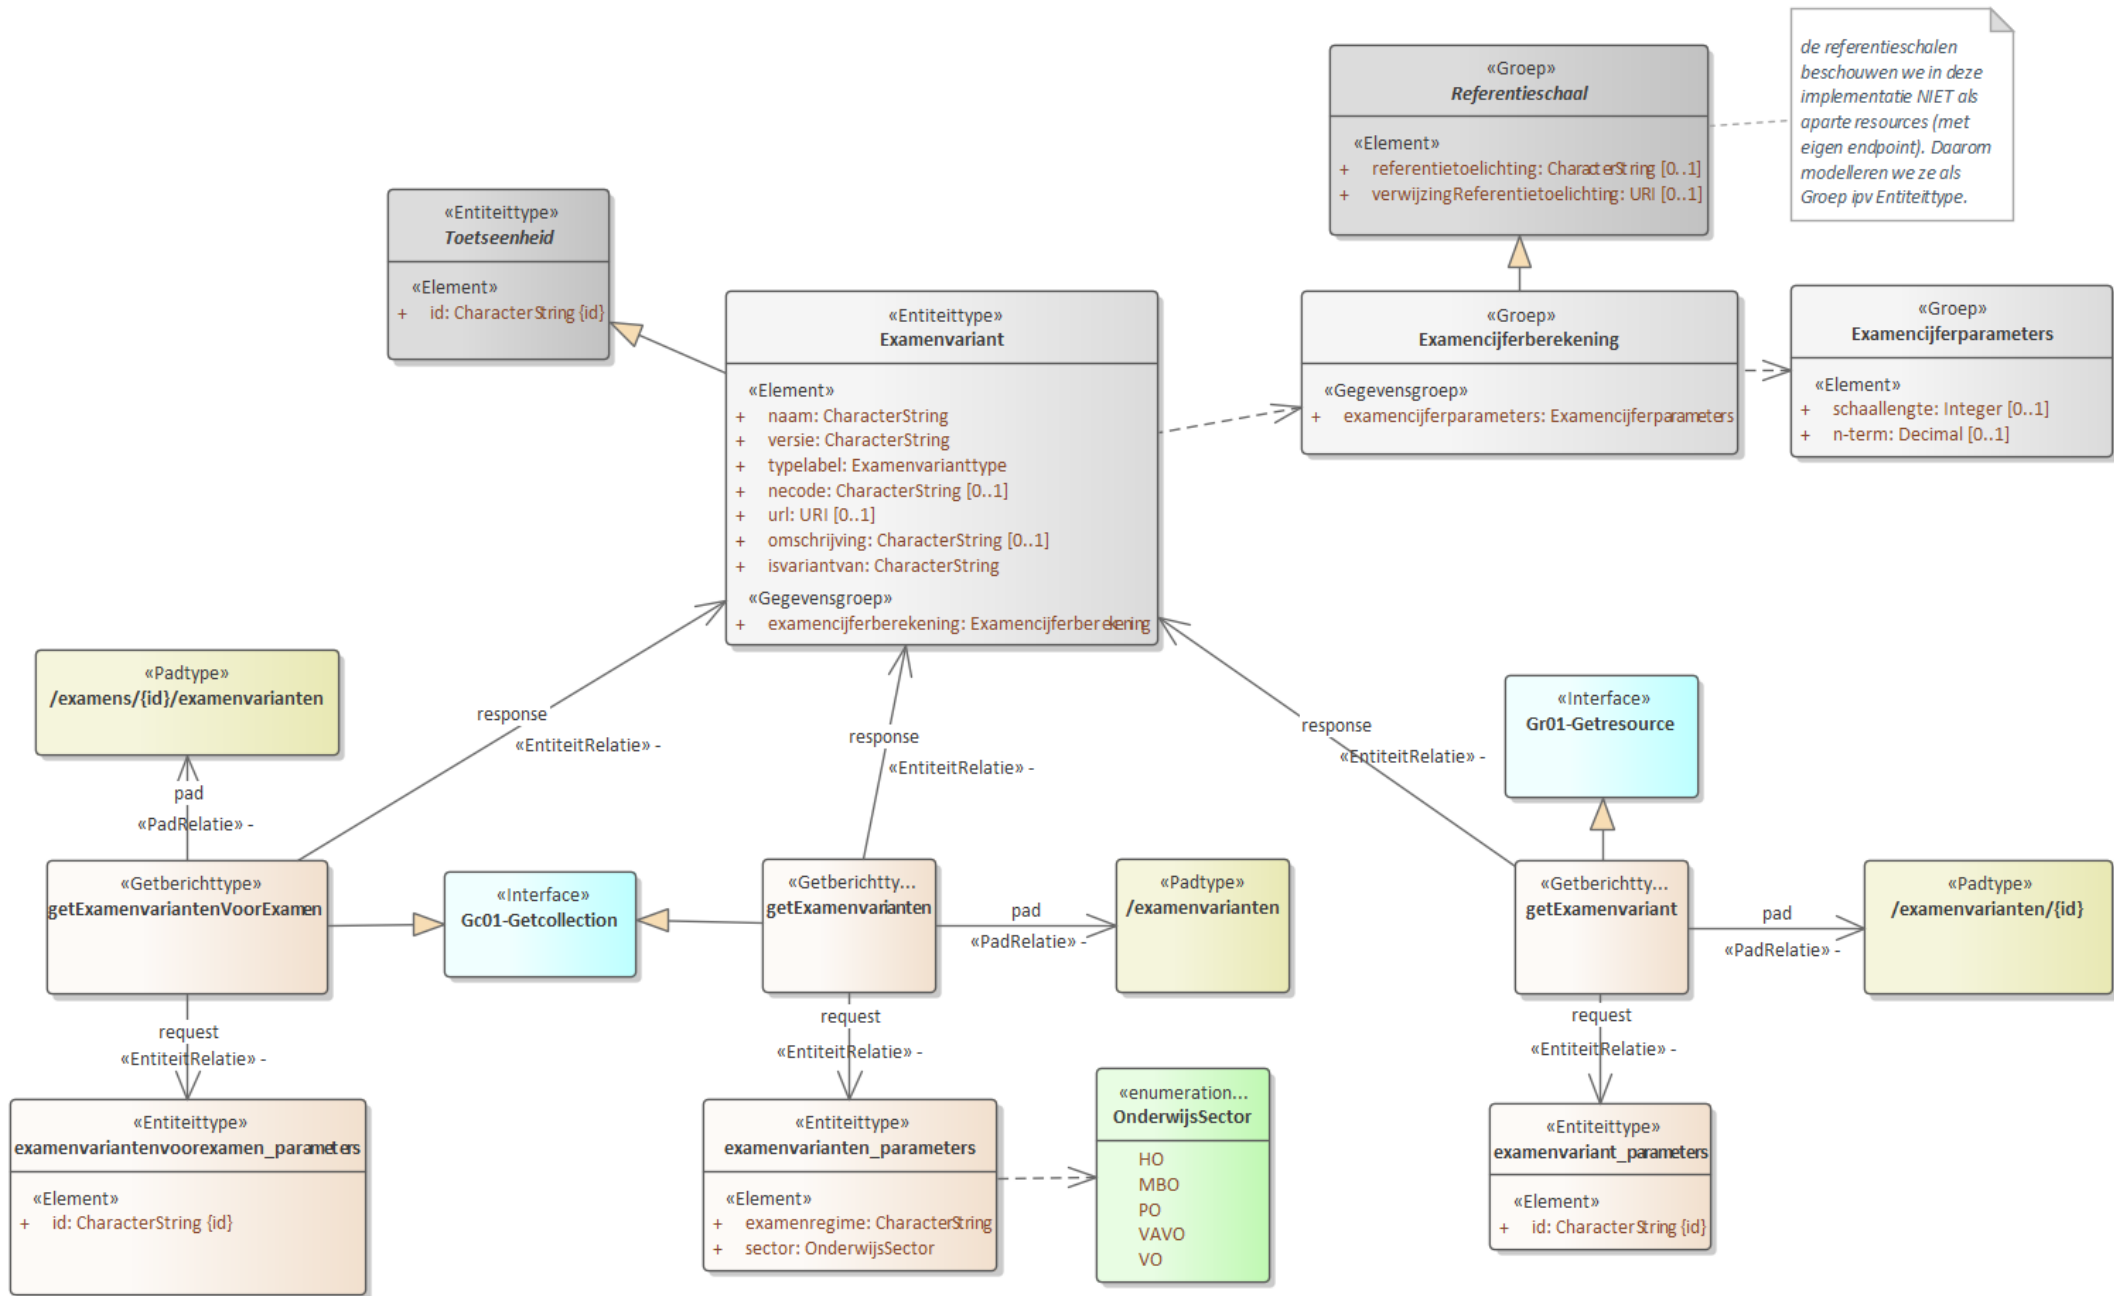 «Groep»
Referentieschaal
«Element»
+ referentietoelichting: CharacterString [0..1]
+ verwijzingReferentietoelichting: URI [0..1]
de referentieschalen
beschouwen we in deze
implementatie NIET als
aparte resources (met
eigen endpoint). Daarom
modelleren we ze als
Groep ipv Entiteittype.
«Entiteittype»
Toetseenheid
«Element»
+ id: CharacterString {id}
«Entiteittype»
Examenvariant
«Element»
+ naam: CharacterString
+ versie: CharacterString
+ typelabel: Examenvarianttype
+ necode: CharacterString [0..1]
+ url: URI [0..1]
+ omschrijving: CharacterString [0..1]
+ isvariantvan: CharacterString
«Gegevensgroep»
+ examencijferberekening: Examencijferberekening
«Groep»
Examencijferberekening
«Gegevensgroep»
+ examencijferparameters: Examencijferparameters
«Groep»
Examencijferparameters
«Element»
+ schaallengte: Integer [0..1]
+ n-term: Decimal [0..1]
«Padtype»
/examens/{id}/examenvarianten
response
«EntiteitRelatie» -
response
«EntiteitRelatie» -
response
«EntiteitRelatie» -
«Interface»
Gr01-Getresource
pad
«PadRelatie» -
«Getberichttype»
getExamenvariantenVoorExamen
«Interface»
Gc01-Getcollection
«Getberichtty...
getExamenvarianten
pad
«PadRelatie» -
«Padtype»
/examenvarianten
«Getberichtty...
getExamenvariant
pad
«PadRelatie» -
«Padtype»
/examenvarianten/{id}
request
«EntiteitRelatie» -
request
«EntiteitRelatie» -
request
«EntiteitRelatie» -
«Entiteittype»
examenvariantenvoorexamen_parameters
«Element»
+ id: CharacterString {id}
«Entiteittype»
examenvarianten_parameters
«Element»
+ examenregime: CharacterString
+ sector: OnderwijsSector
«enumeration...
OnderwijsSector
HO
MBO
PO
VAVO
VO
«Entiteittype»
examenvariant_parameters
«Element»
+ id: CharacterString {id}